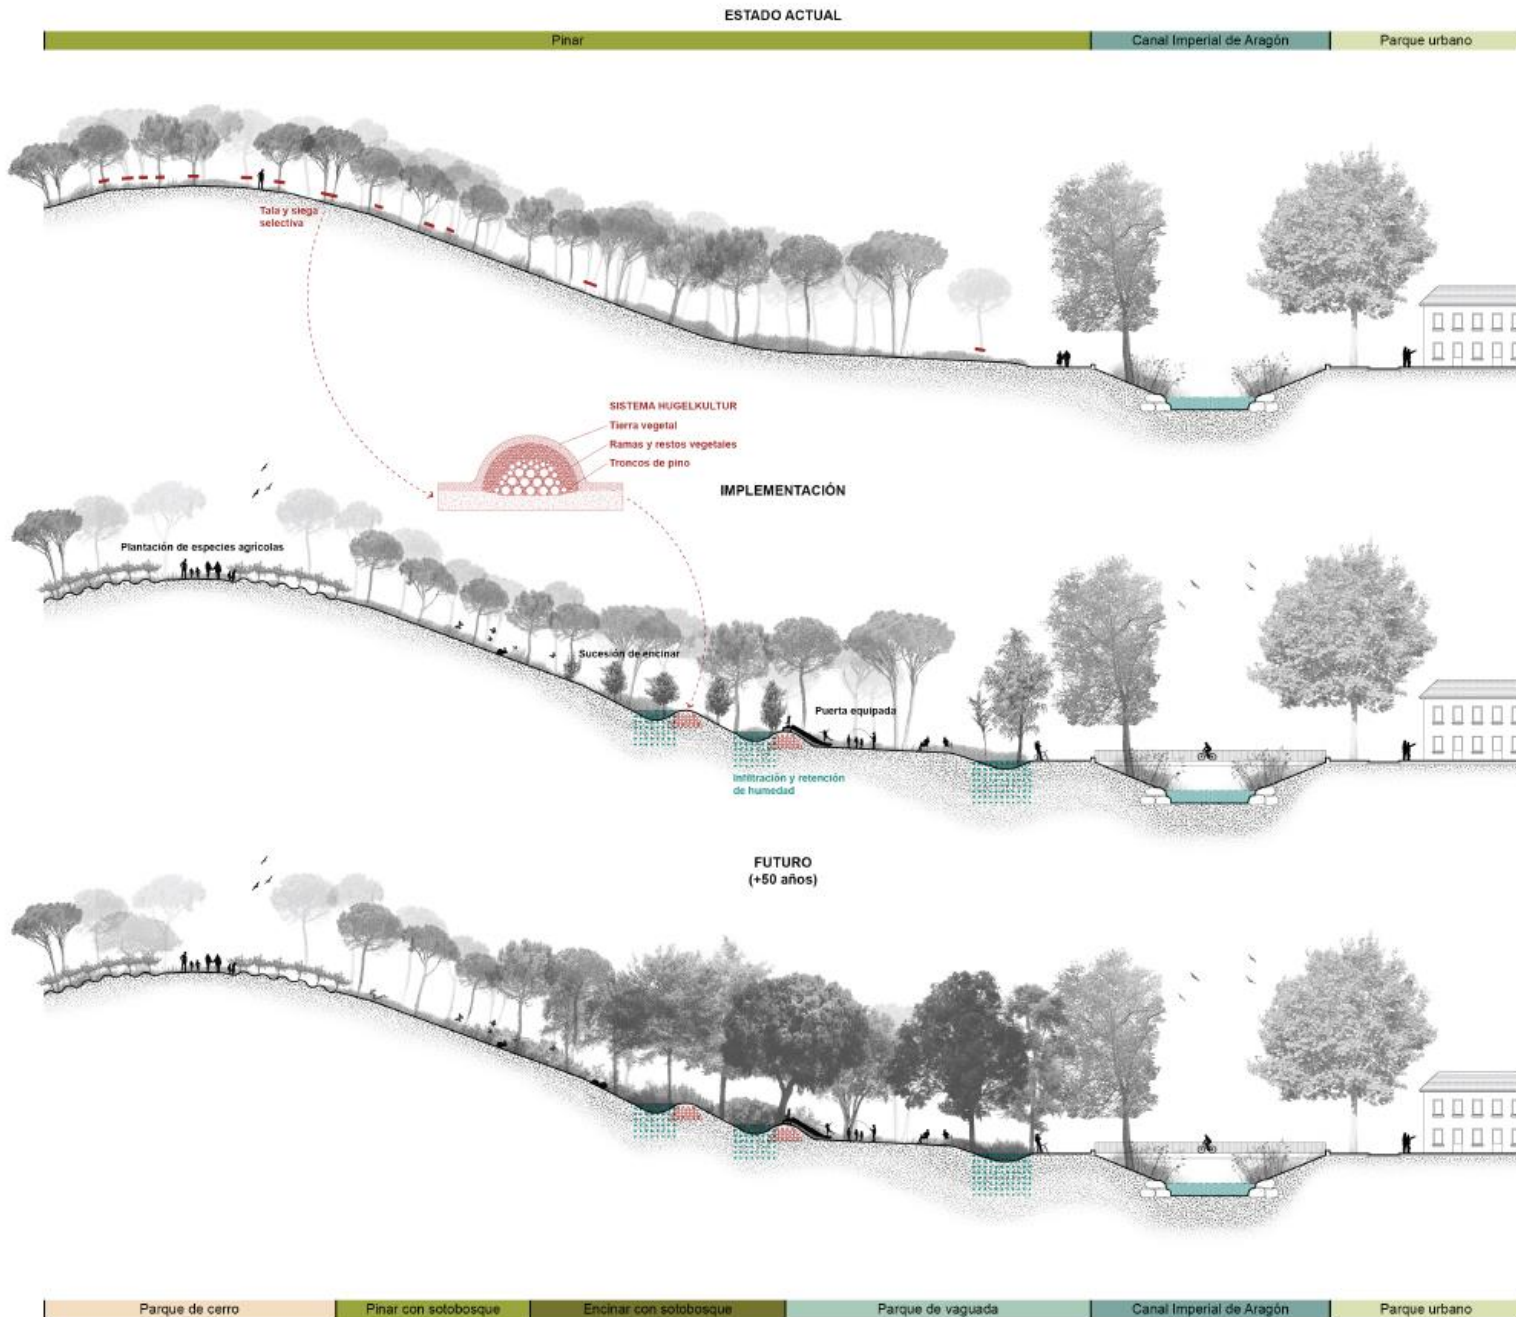 ESTADO ACTUAL
Pinar
Canal Imperial de Aragón
Parque urbano
Tala y siega
selectiva
SISTEMA HUGELKULTUR
Tierra vegetal
Ramas y restos vegetales
Troncos de pino
IMPLEMENTACIÓN
Plantación de especies agrícolas
Sucesión de encinar
Puerta equipada
Infiltración y retención
de humedad
FUTURO
(+50 años)
Parque de cerro
Pinar con sotobosque
Encinar con sotobosque
Parque de vaguada
Canal Imperial de Aragón
Parque urbano